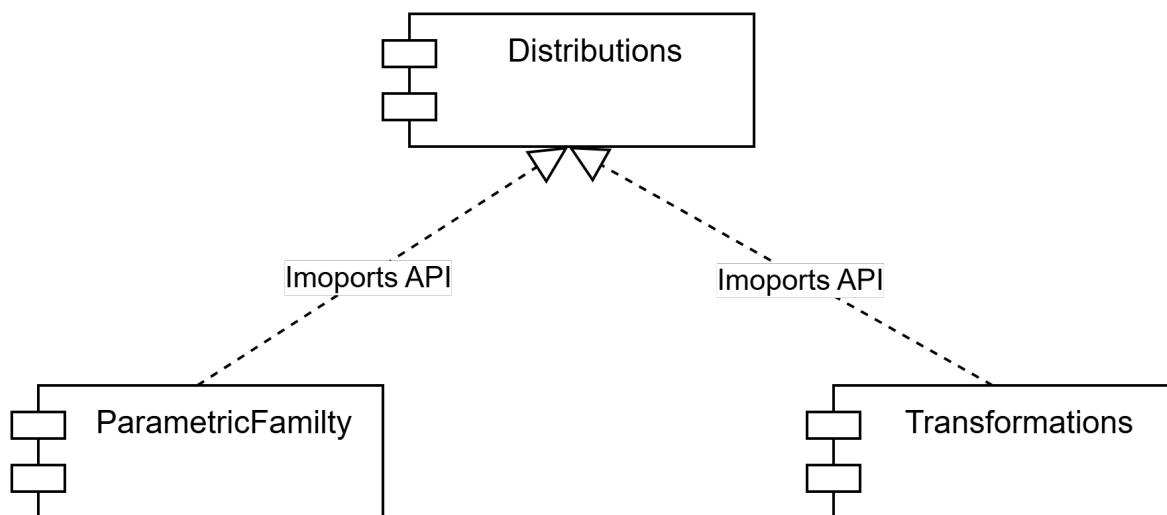 Distributions
Imoports API
Imoports API
ParametricFamilty
Transformations